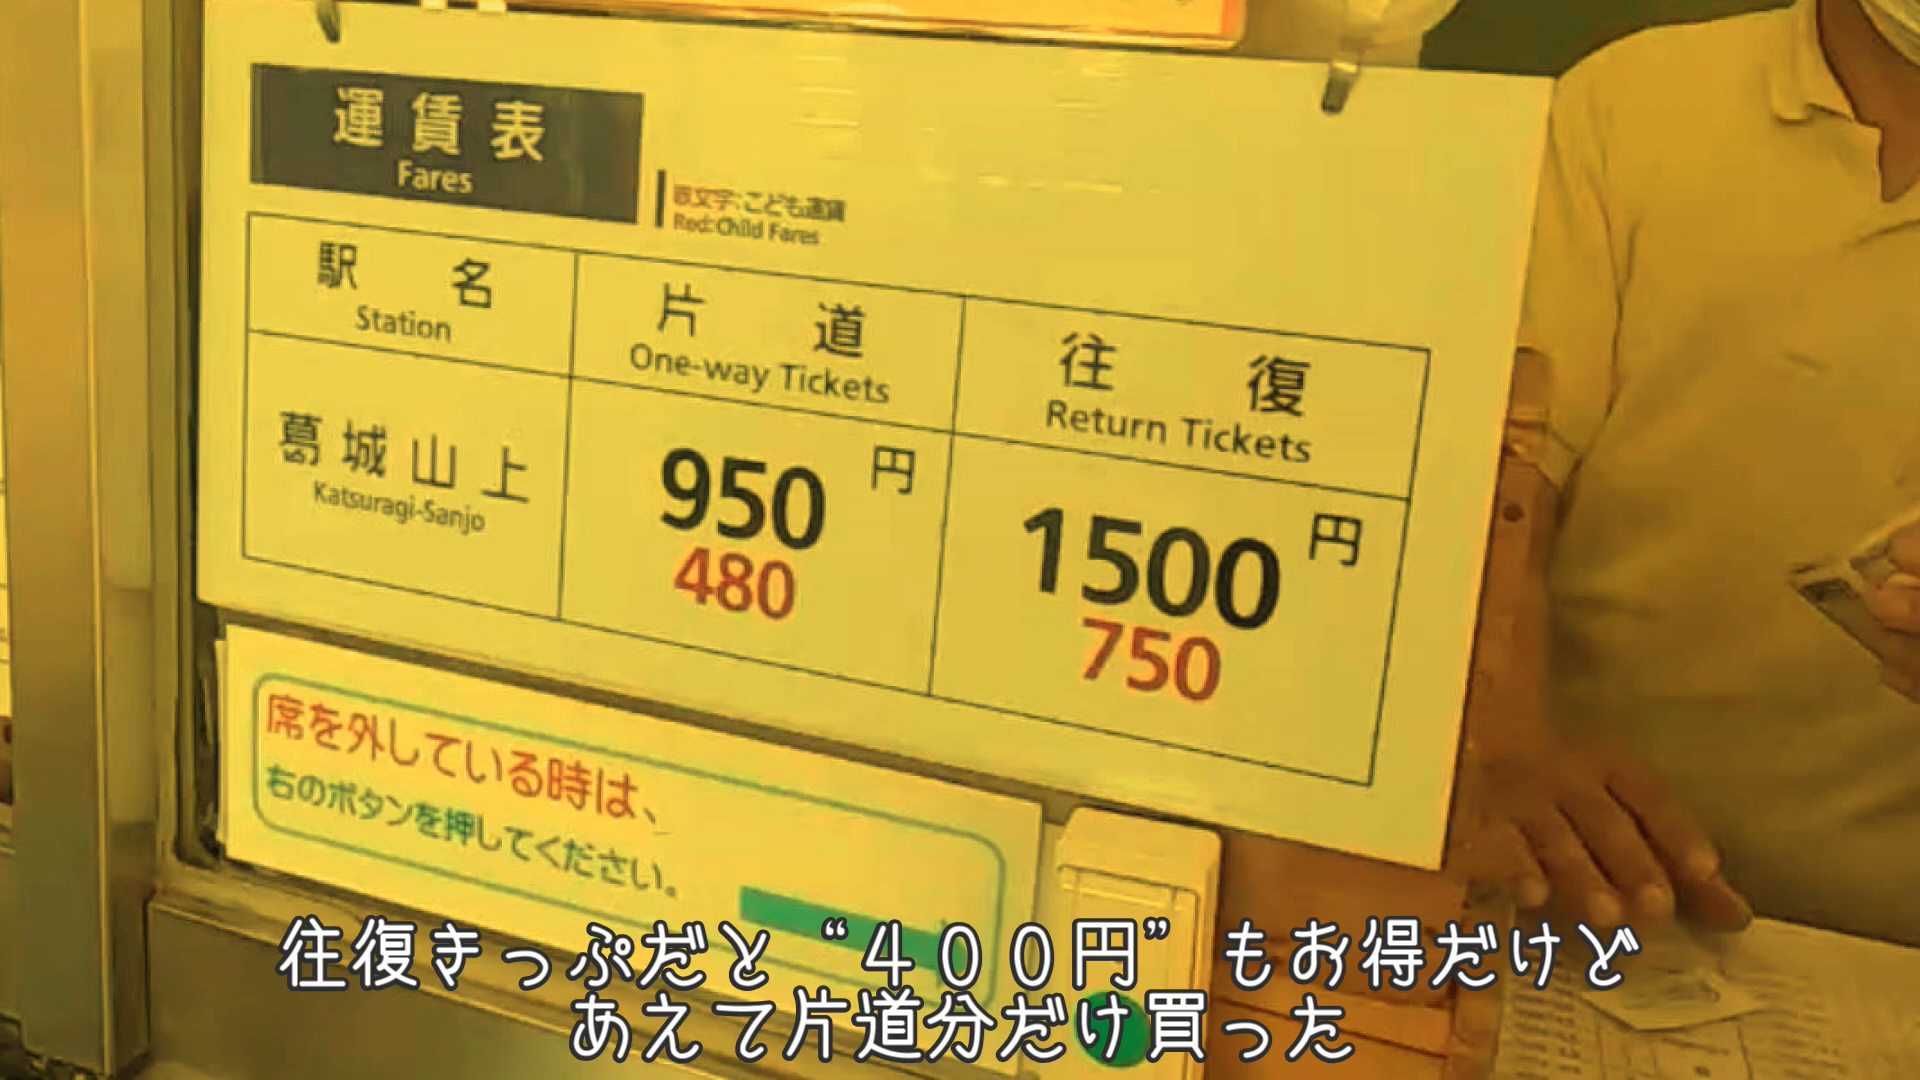 運賃表
Fares
赤文字:こども運賃
Red:Child Fares
駅名 片道 往復
Station One-way Tickets Return Tickets
葛城山上 950円 1500円
Katsuragi-Sanjo 480 750
席を外している時は、
右のボタンを押してください。
往復きっぷだと“400円”もお得だけど
あえて片道分だけ買った